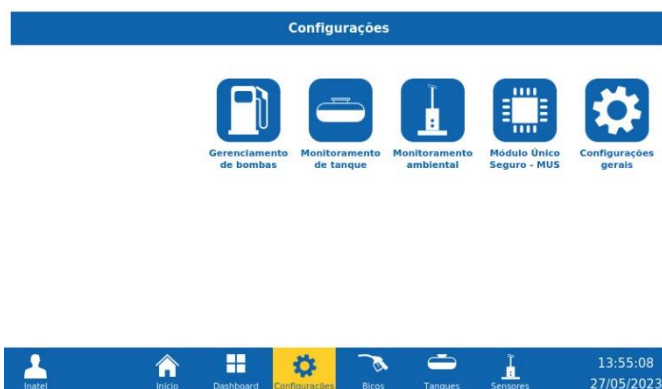 Configurações
Gerenciamento
de bombas
Monitoramento
de tanque
Monitoramento
ambiental
Módulo Único
Seguro - MUS
Configurações
gerais
Inatel
Início
Dashboard
Configurações
Bicos
Tanques
Sensores
13:55:08
27/05/2023